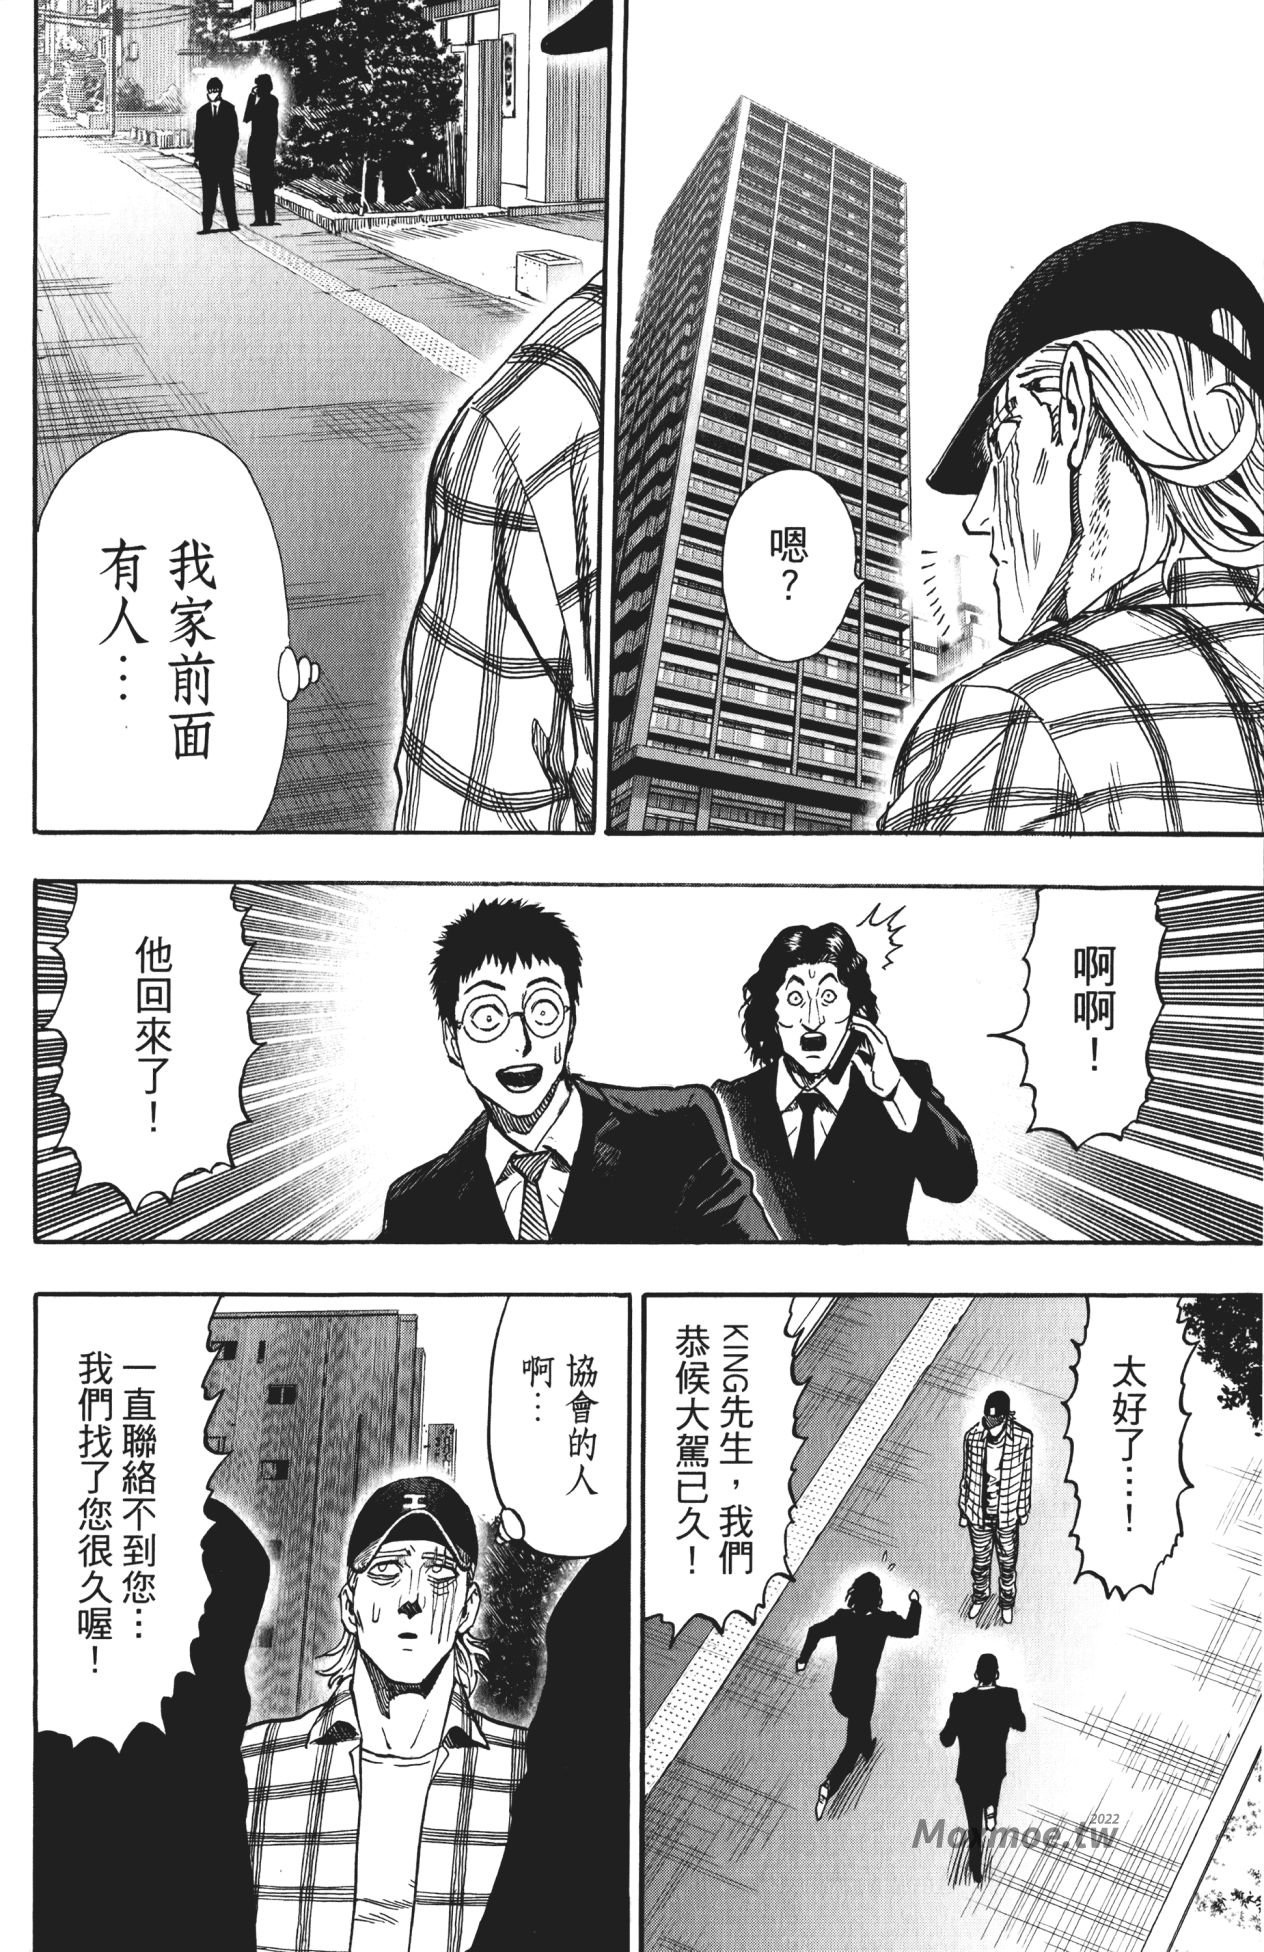 嗯?
我家前面
有人…
啊啊!
他回來了!
太好了…!
KING先生,我們
恭候大駕已久!
協會的人
啊…
一直聯絡不到您…
我們找了您很久喔!
2022
Moxmoe.tw